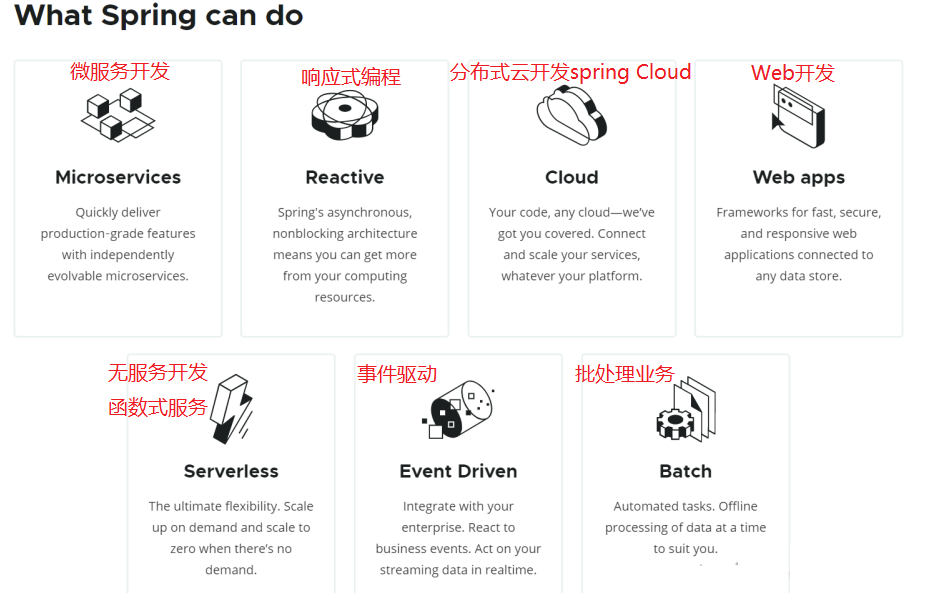 What Spring can do
微服务开发
Microservices
Quickly deliver
production-grade features
with independently
evolvable microservices.
响应式编程
Reactive
Spring's asynchronous,
nonblocking architecture
means you can get more
from your computing
resources.
分布式云开发spring Cloud
Cloud
Your code, any cloud—we've
got you covered. Connect
and scale your services,
whatever your platform.
Web开发
Web apps
Frameworks for fast, secure,
and responsive web
applications connected to
any data store.
无服务开发
函数式服务
Serverless
The ultimate flexibility. Scale
up on demand and scale to
zero when there's no
demand.
事件驱动
Event Driven
Integrate with your
enterprise. React to
business events. Act on your
streaming data in realtime.
批处理业务
Batch
Automated tasks. Offline
processing of data at a time
to suit you.